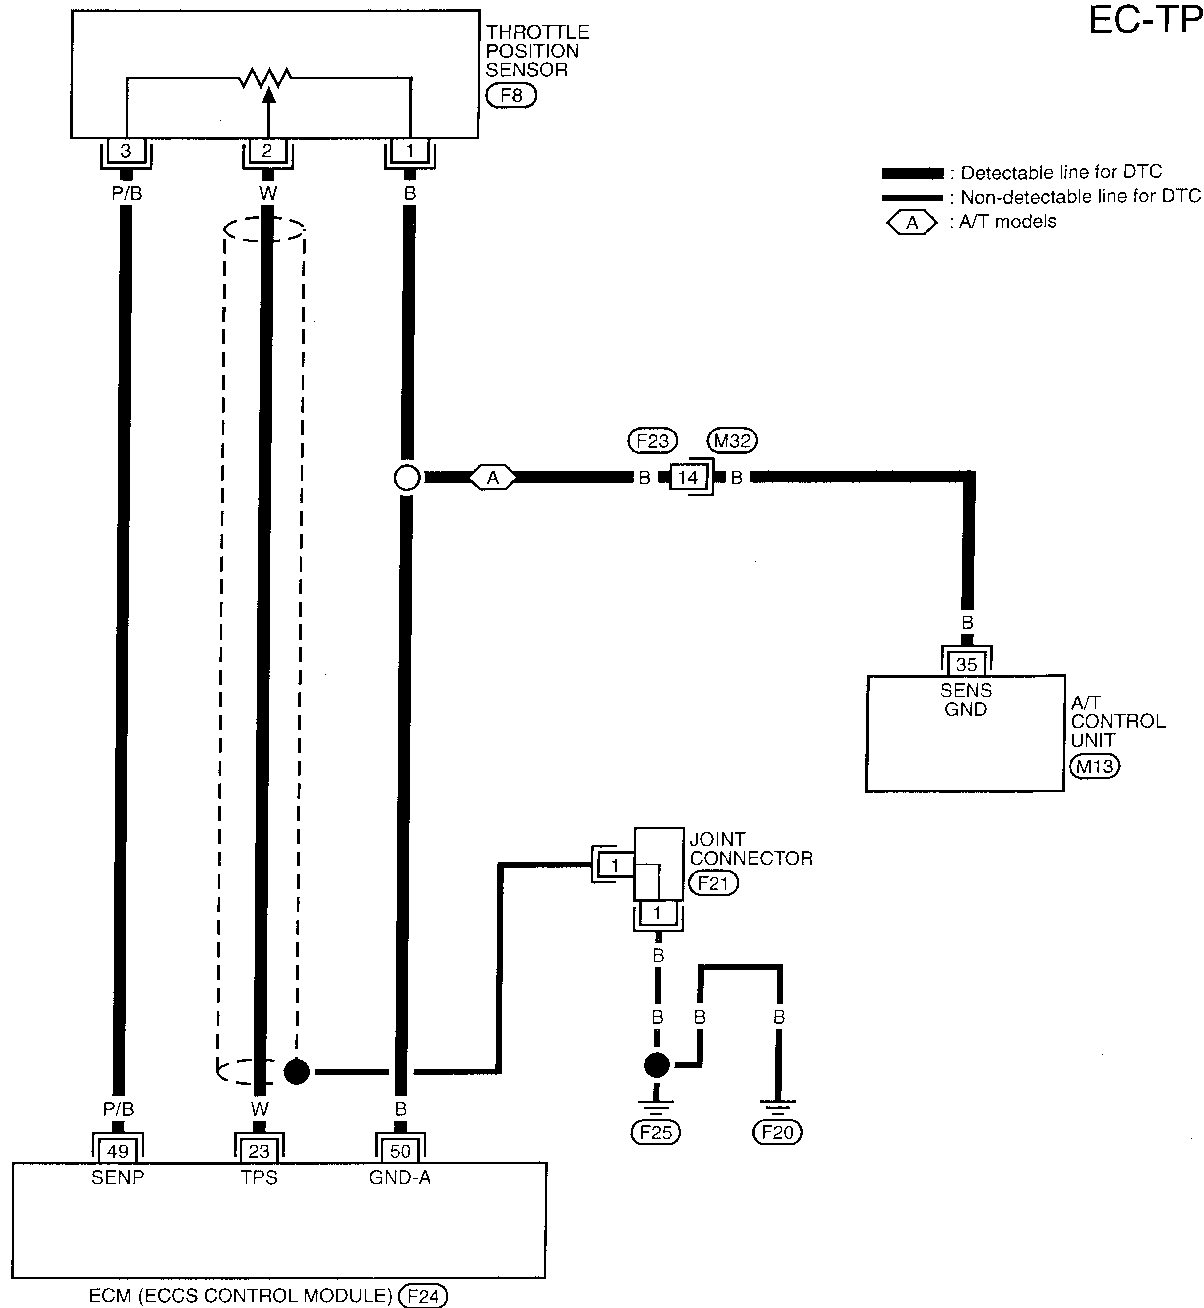 EC-TP
THROTTLE
POSITION
SENSOR
F8
3
2
1
P/B
W
B
: Detectable line for DTC
: Non-detectable line for DTC
A : A/T models
F23
M32
A
B
14
B
B
35
SENS
GND
A/T
CONTROL
UNIT
M13
JOINT
CONNECTOR
F21
1
1
B
B
B
B
F25
F20
P/B
W
B
49
23
50
SENP
TPS
GND-A
ECM (ECCS CONTROL MODULE) F24